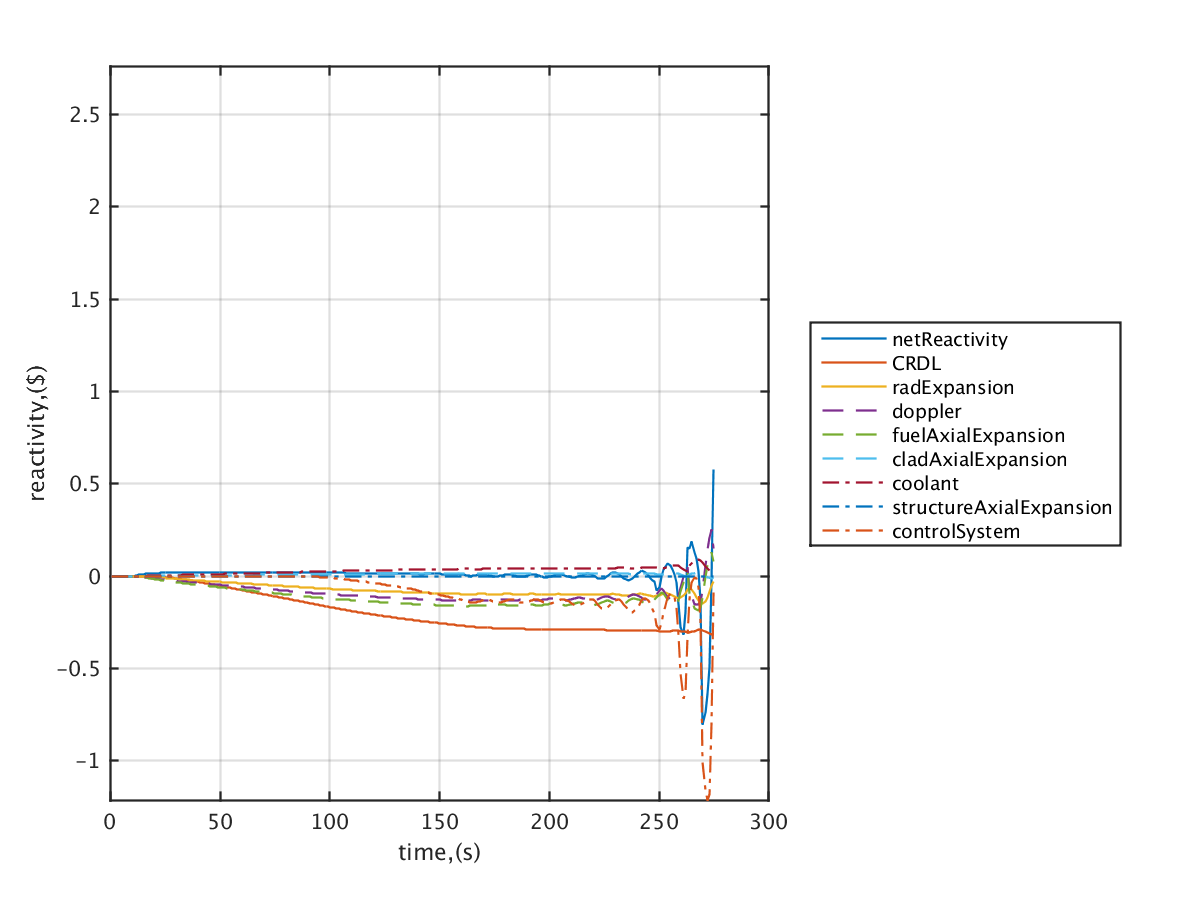 2.5
2
1.5
1
0.5
0
-0.5
-1
reactivity,($)
0 50 100 150 200 250 300
time,(s)
netReactivity
CRDL
radExpansion
doppler
fuelAxialExpansion
cladAxialExpansion
coolant
structureAxialExpansion
controlSystem